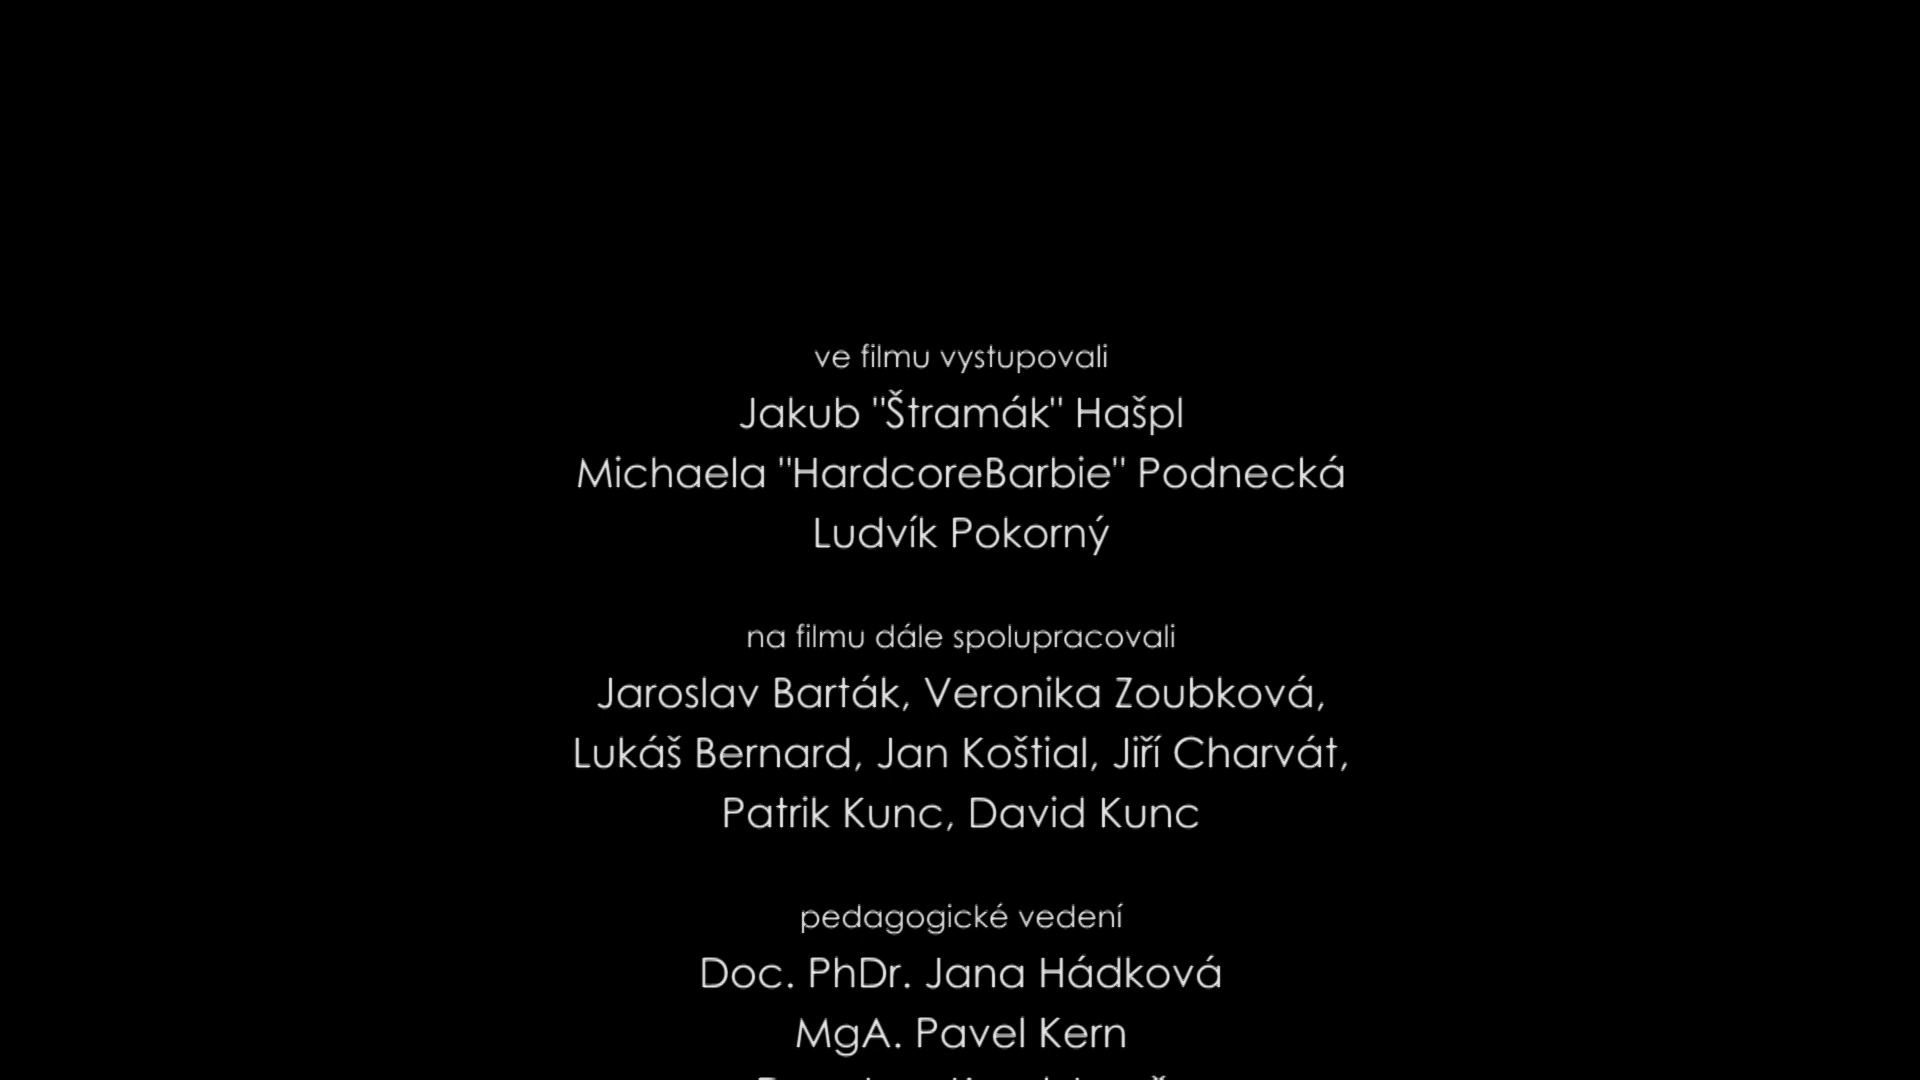 ve filmu vystupovali
Jakub "Štramák" Hašpl
Michaela "HardcoreBarbie" Podnecká
Ludvík Pokorný
na filmu dále spolupracovali
Jaroslav Barták, Veronika Zoubková,
Lukáš Bernard, Jan Koštial, Jiří Charvát,
Patrik Kunc, David Kunc
pedagogické vedení
Doc. PhDr. Jana Hádková
MgA. Pavel Kern